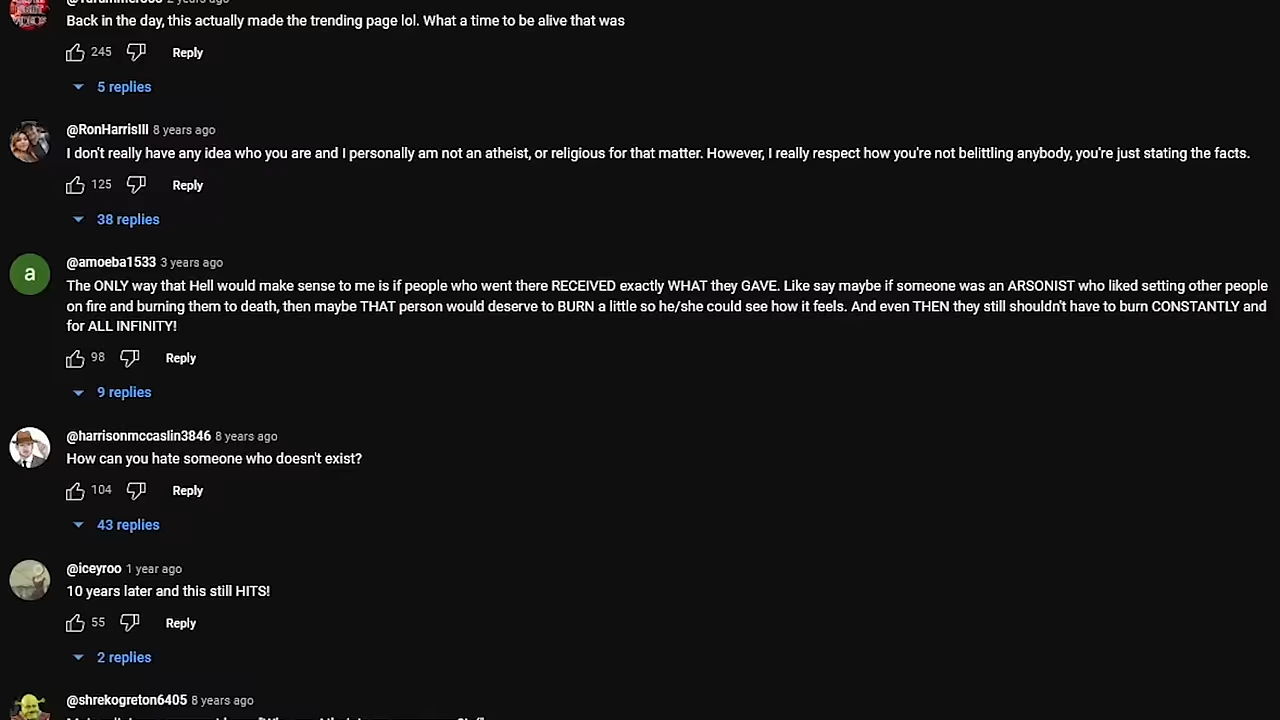 2 years ago
Back in the day, this actually made the trending page lol. What a time to be alive that was
245 Reply
5 replies
@RonHarrisIII 8 years ago
I don't really have any idea who you are and I personally am not an atheist, or religious for that matter. However, I really respect how you're not belittling anybody, you're just stating the facts.
125 Reply
38 replies
a
@amoeba1533 3 years ago
The ONLY way that Hell would make sense to me is if people who went there RECEIVED exactly WHAT they GAVE. Like say maybe if someone was an ARSONIST who liked setting other people
on fire and burning them to death, then maybe THAT person would deserve to BURN a little so he/she could see how it feels. And even THEN they still shouldn't have to burn CONSTANTLY and
for ALL INFINITY!
98 Reply
9 replies
@harrisonmccaslin3846 8 years ago
How can you hate someone who doesn't exist?
104 Reply
43 replies
@iceyroo 1 year ago
10 years later and this still HITS!
55 Reply
2 replies
@shrekogreton6405 8 years ago